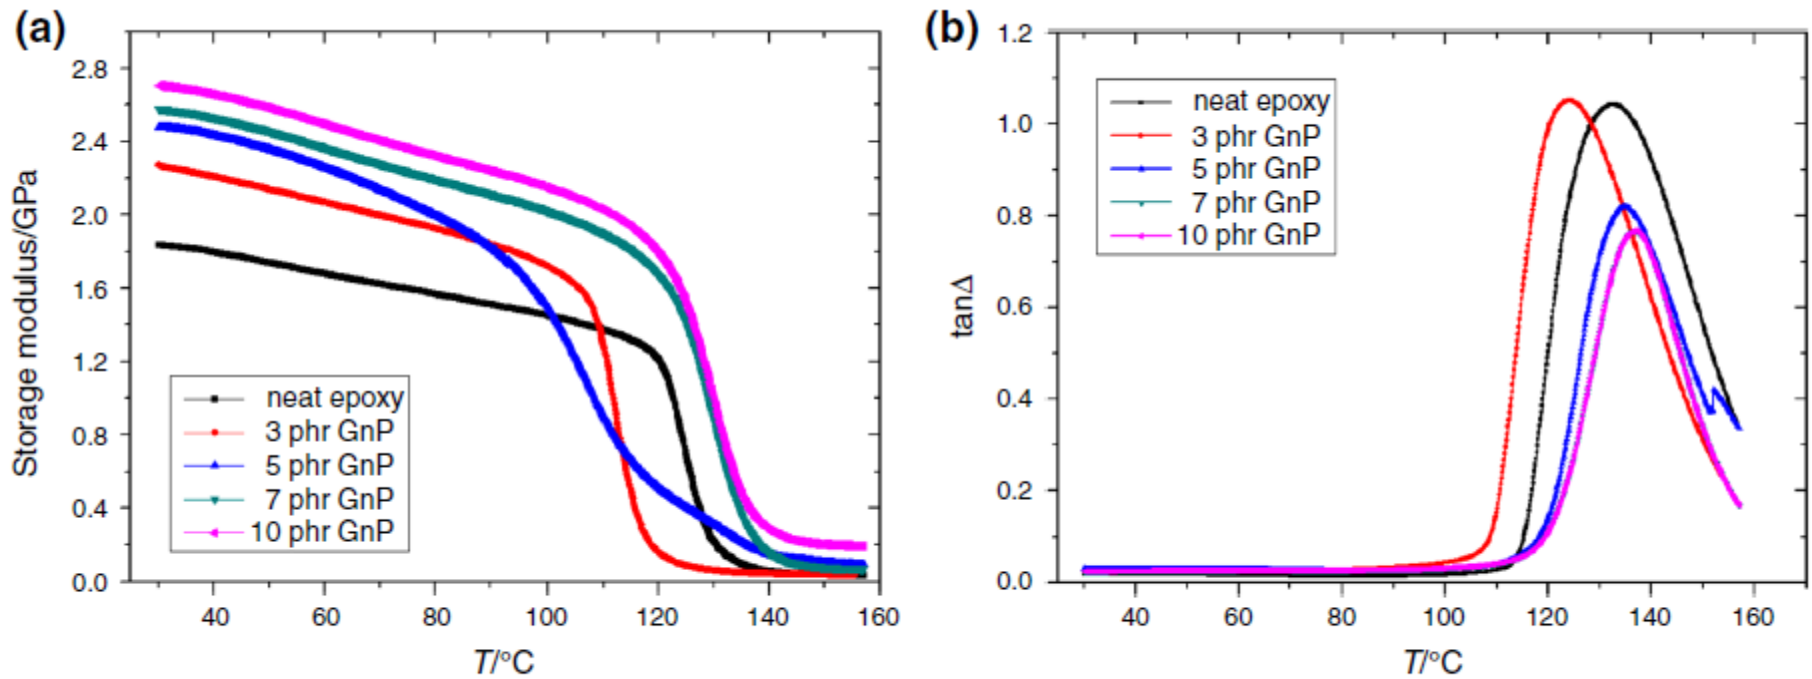 (a)
Storage modulus/GPa
2.8
2.4
2.0
1.6
1.2
0.8
0.4
0.0
neat epoxy
3 phr GnP
5 phr GnP
7 phr GnP
10 phr GnP
40 60 80 100 120 140 160
T/°C
(b)
tanΔ
1.2
1.0
0.8
0.6
0.4
0.2
0.0
neat epoxy
3 phr GnP
5 phr GnP
7 phr GnP
10 phr GnP
40 60 80 100 120 140 160
T/°C